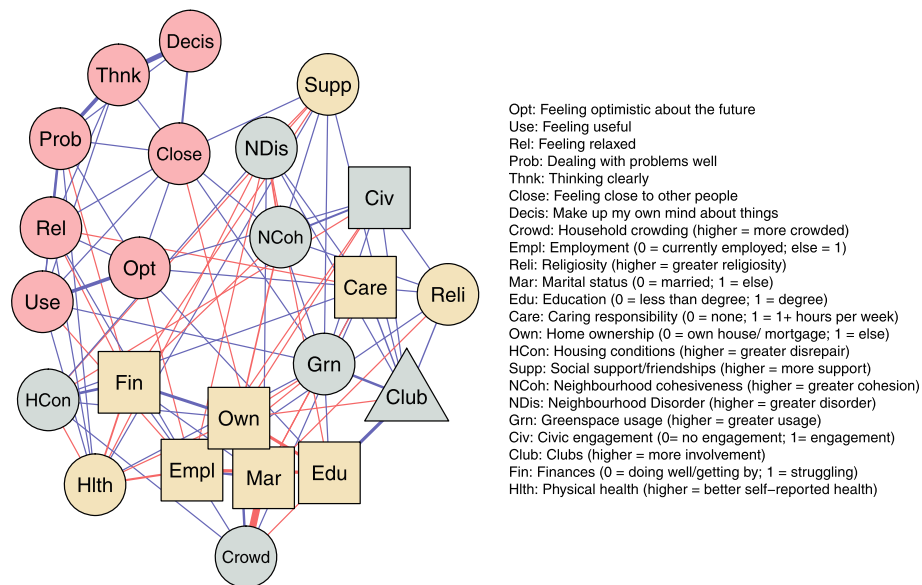 Decis
Thnk
Supp
Prob
Close
NDis
Civ
Rel
NCoh
Opt
Care
Reli
Use
Grn
Fin
HCon
Club
Own
Empl
Mar
Edu
Hlth
Crowd
Opt: Feeling optimistic about the future
Use: Feeling useful
Rel: Feeling relaxed
Prob: Dealing with problems well
Thnk: Thinking clearly
Close: Feeling close to other people
Decis: Make up my own mind about things
Crowd: Household crowding (higher = more crowded)
Empl: Employment (0 = currently employed; else = 1)
Reli: Religiosity (higher = greater religiosity)
Mar: Marital status (0 = married; 1 = else)
Edu: Education (0 = less than degree; 1 = degree)
Care: Caring responsibility (0 = none; 1 = 1+ hours per week)
Own: Home ownership (0 = own house/ mortgage; 1 = else)
HCon: Housing conditions (higher = greater disrepair)
Supp: Social support/friendships (higher = more support)
NCoh: Neighbourhood cohesiveness (higher = greater cohesion)
NDis: Neighbourhood Disorder (higher = greater disorder)
Grn: Greenspace usage (higher = greater usage)
Civ: Civic engagement (0= no engagement; 1= engagement)
Club: Clubs (higher = more involvement)
Fin: Finances (0 = doing well/getting by; 1 = struggling)
Hlth: Physical health (higher = better self−reported health)